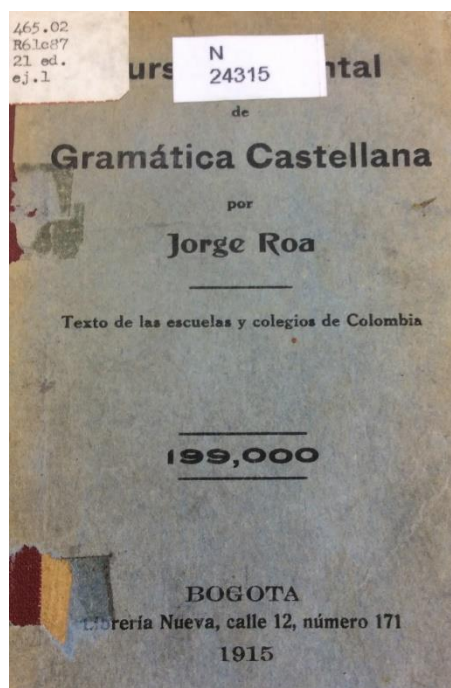 465.02
R61c87
21 ed.
ej.1
N
24315
de
Gramática Castellana
por
Jorge Roa
Texto de las escuelas y colegios de Colombia
199,000
BOGOTA
Librería Nueva, calle 12, número 171
1915